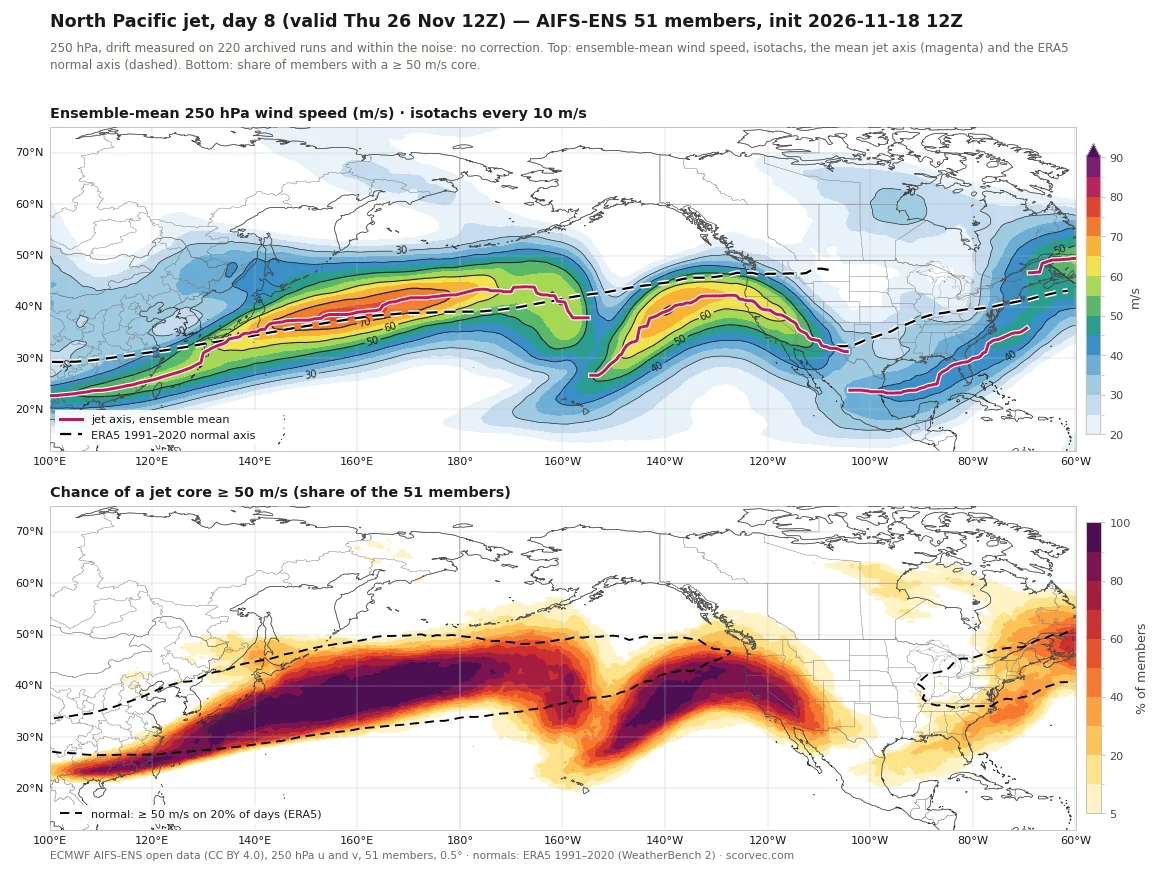 North Pacific jet, day 8 (valid Thu 26 Nov 12Z) — AIFS-ENS 51 members, init 2026-11-18 12Z
250 hPa, drift measured on 220 archived runs and within the noise: no correction. Top: ensemble-mean wind speed, isotachs, the mean jet axis (magenta) and the ERA5
normal axis (dashed). Bottom: share of members with a ≥ 50 m/s core.
Ensemble-mean 250 hPa wind speed (m/s) · isotachs every 10 m/s
70°N
60°N
50°N
40°N
30°N
20°N
30
30
30
30
70
60
50
60
50
40
40
50
jet axis, ensemble mean
ERA5 1991–2020 normal axis
100°E 120°E 140°E 160°E 180° 160°W 140°W 120°W 100°W 80°W 60°W
90
80
70
60
50
40
30
20
m/s
Chance of a jet core ≥ 50 m/s (share of the 51 members)
70°N
60°N
50°N
40°N
30°N
20°N
normal: ≥ 50 m/s on 20% of days (ERA5)
100°E 120°E 140°E 160°E 180° 160°W 140°W 120°W 100°W 80°W 60°W
100
80
60
40
20
5
% of members
ECMWF AIFS-ENS open data (CC BY 4.0), 250 hPa u and v, 51 members, 0.5° · normals: ERA5 1991–2020 (WeatherBench 2) · scorvec.com